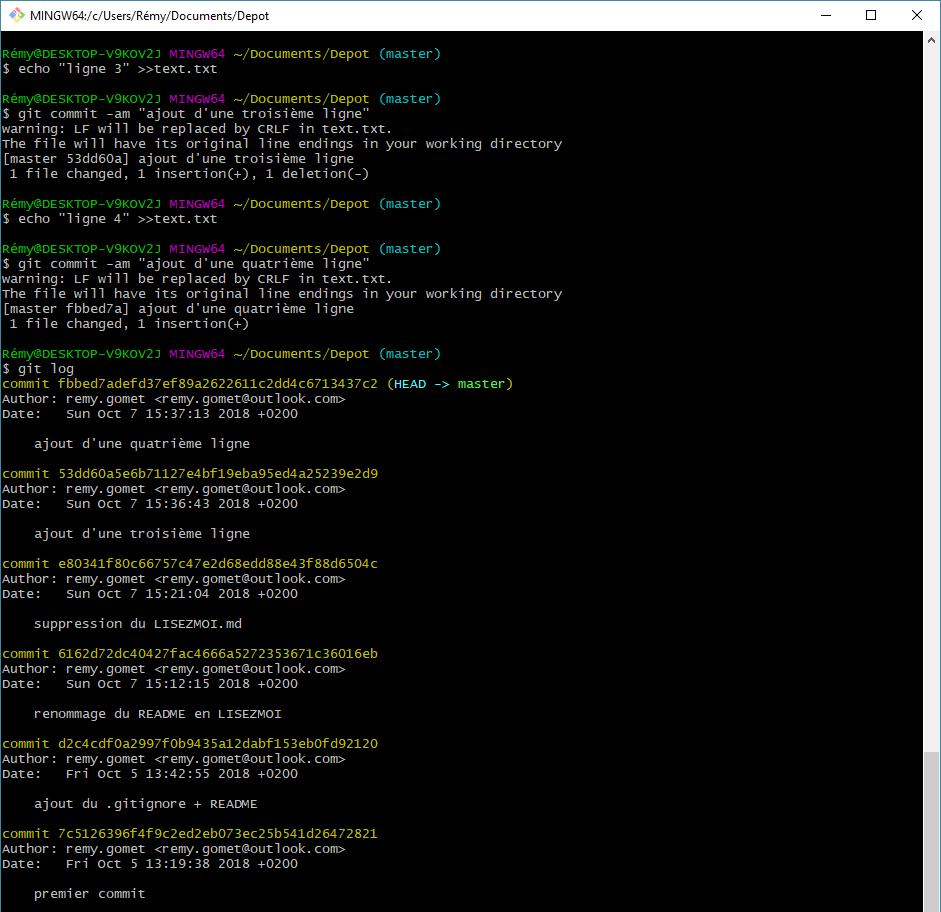 MINGW64:/c/Users/Rémy/Documents/Depot
Rémy@DESKTOP-V9KOV2J MINGW64 ~/Documents/Depot (master)
$ echo "ligne 3" >>text.txt
Rémy@DESKTOP-V9KOV2J MINGW64 ~/Documents/Depot (master)
$ git commit -am "ajout d'une troisième ligne"
warning: LF will be replaced by CRLF in text.txt.
The file will have its original line endings in your working directory
[master 53dd60a] ajout d'une troisième ligne
 1 file changed, 1 insertion(+), 1 deletion(-)
Rémy@DESKTOP-V9KOV2J MINGW64 ~/Documents/Depot (master)
$ echo "ligne 4" >>text.txt
Rémy@DESKTOP-V9KOV2J MINGW64 ~/Documents/Depot (master)
$ git commit -am "ajout d'une quatrième ligne"
warning: LF will be replaced by CRLF in text.txt.
The file will have its original line endings in your working directory
[master fbbed7a] ajout d'une quatrième ligne
 1 file changed, 1 insertion(+)
Rémy@DESKTOP-V9KOV2J MINGW64 ~/Documents/Depot (master)
$ git log
commit fbbed7adefd37ef89a2622611c2dd4c6713437c2 (HEAD -> master)
Author: remy.gomet <remy.gomet@outlook.com>
Date:   Sun Oct 7 15:37:13 2018 +0200
    ajout d'une quatrième ligne
commit 53dd60a5e6b71127e4bf19eba95ed4a25239e2d9
Author: remy.gomet <remy.gomet@outlook.com>
Date:   Sun Oct 7 15:36:43 2018 +0200
    ajout d'une troisième ligne
commit e80341f80c66757c47e2d68edd88e43f88d6504c
Author: remy.gomet <remy.gomet@outlook.com>
Date:   Sun Oct 7 15:21:04 2018 +0200
    suppression du LISEZMOI.md
commit 6162d72dc40427fac4666a5272353671c36016eb
Author: remy.gomet <remy.gomet@outlook.com>
Date:   Sun Oct 7 15:12:15 2018 +0200
    renommage du README en LISEZMOI
commit d2c4cdf0a2997f0b9435a12dabf153eb0fd92120
Author: remy.gomet <remy.gomet@outlook.com>
Date:   Fri Oct 5 13:42:55 2018 +0200
    ajout du .gitignore + README
commit 7c5126396f4f9c2ed2eb073ec25b541d26472821
Author: remy.gomet <remy.gomet@outlook.com>
Date:   Fri Oct 5 13:19:38 2018 +0200
    premier commit